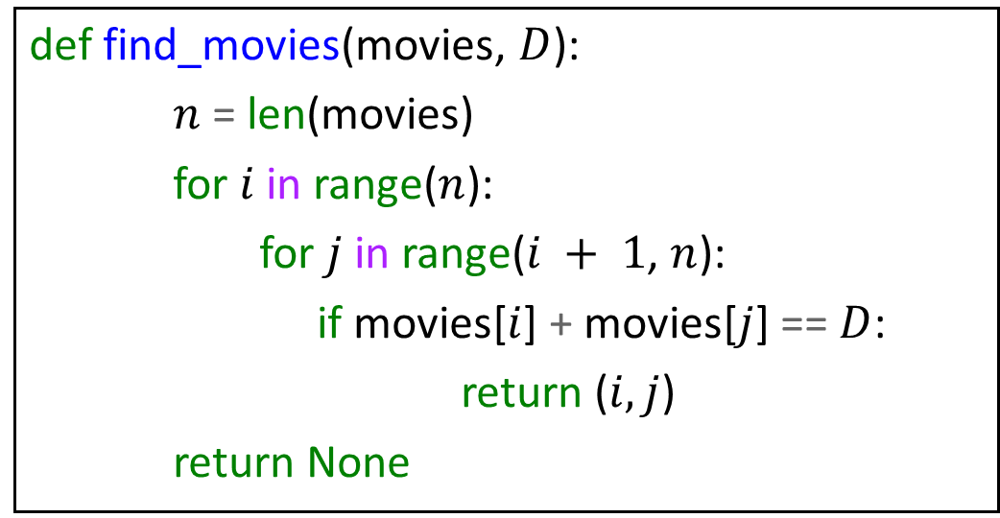 def find_movies(movies, D):
n = len(movies)
for i in range(n):
for j in range(i + 1, n):
if movies[i] + movies[j] == D:
return (i, j)
return None